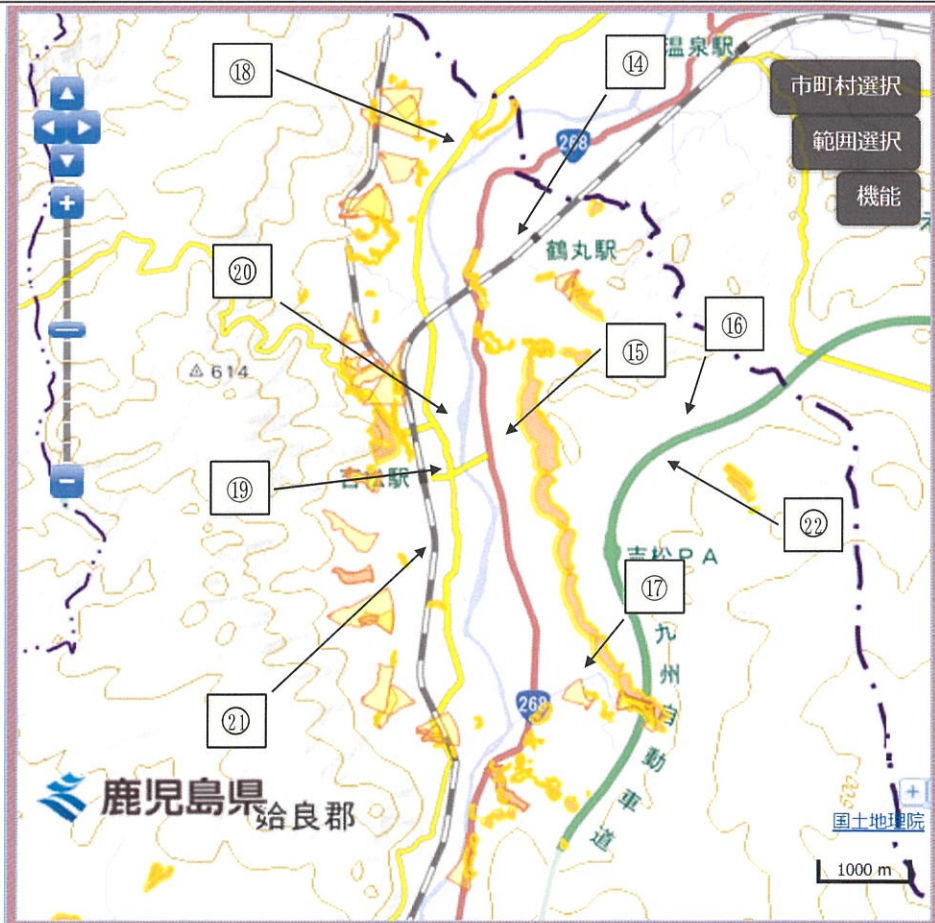 ⑱
⑭
温泉駅
市町村選択
範囲選択
機能
268
鶴丸駅
⑳
⑯
⑮
△614
⑲
吉松駅
㉒
吉松PA
⑰
九州自動車道
㉑
268
鹿児島県
姶良郡
国土地理院
1000 m